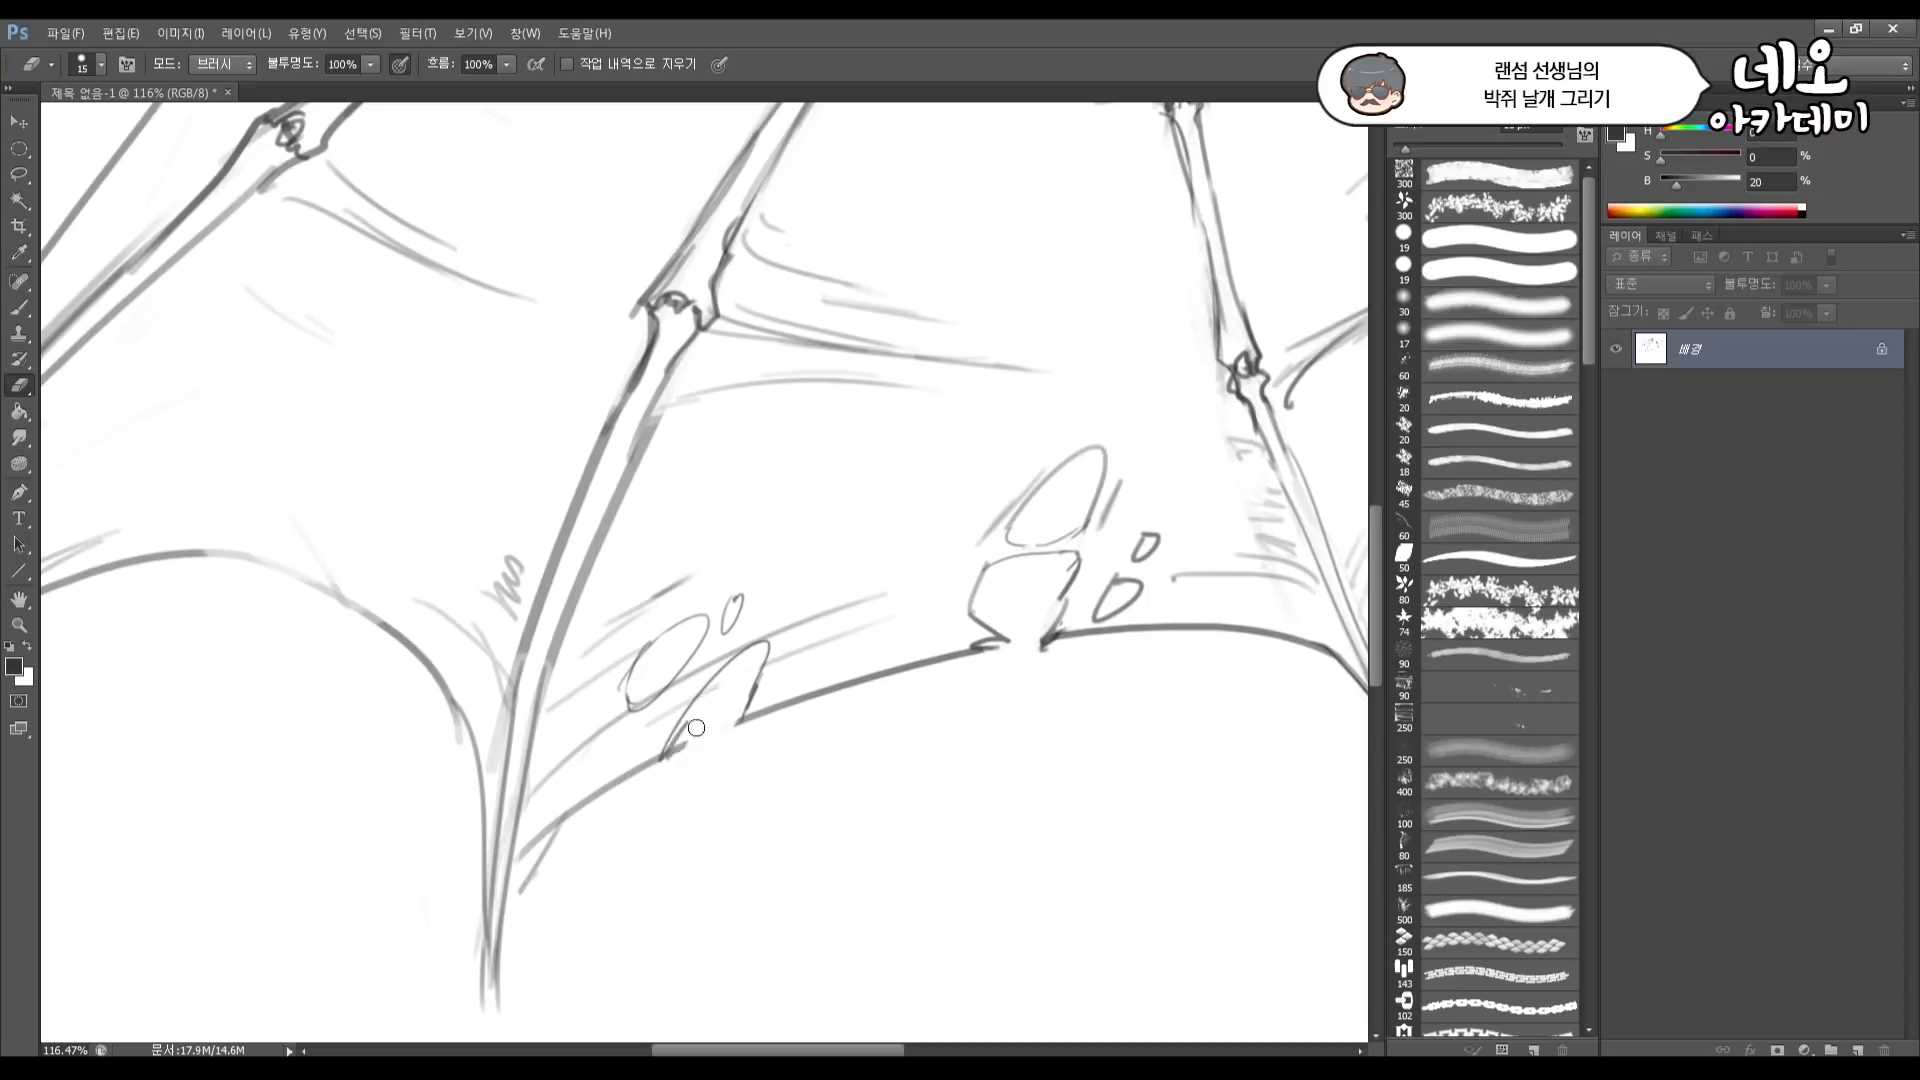 Ps 파일(F) 편집(E) 이미지(I) 레이어(L) 유형(Y) 선택(S) 필터(T) 보기(V) 창(W) 도움말(H)
15 모드: 브러시 불투명도: 100% 흐름: 100% 작업 내역으로 지우기
랜섬 선생님의
박쥐 날개 그리기
네오
아카데미
제목 없음-1 @ 116% (RGB/8) * ×
H
S 0 %
B 20 %
레이어 채널 패스
종류
표준 불투명도: 100%
잠그기: 칠: 100%
배경
300
300
19
19
30
17
60
20
20
18
45
60
50
80
74
90
90
250
250
400
100
80
185
500
150
143
102
116.47% 문서:17.9M/14.6M